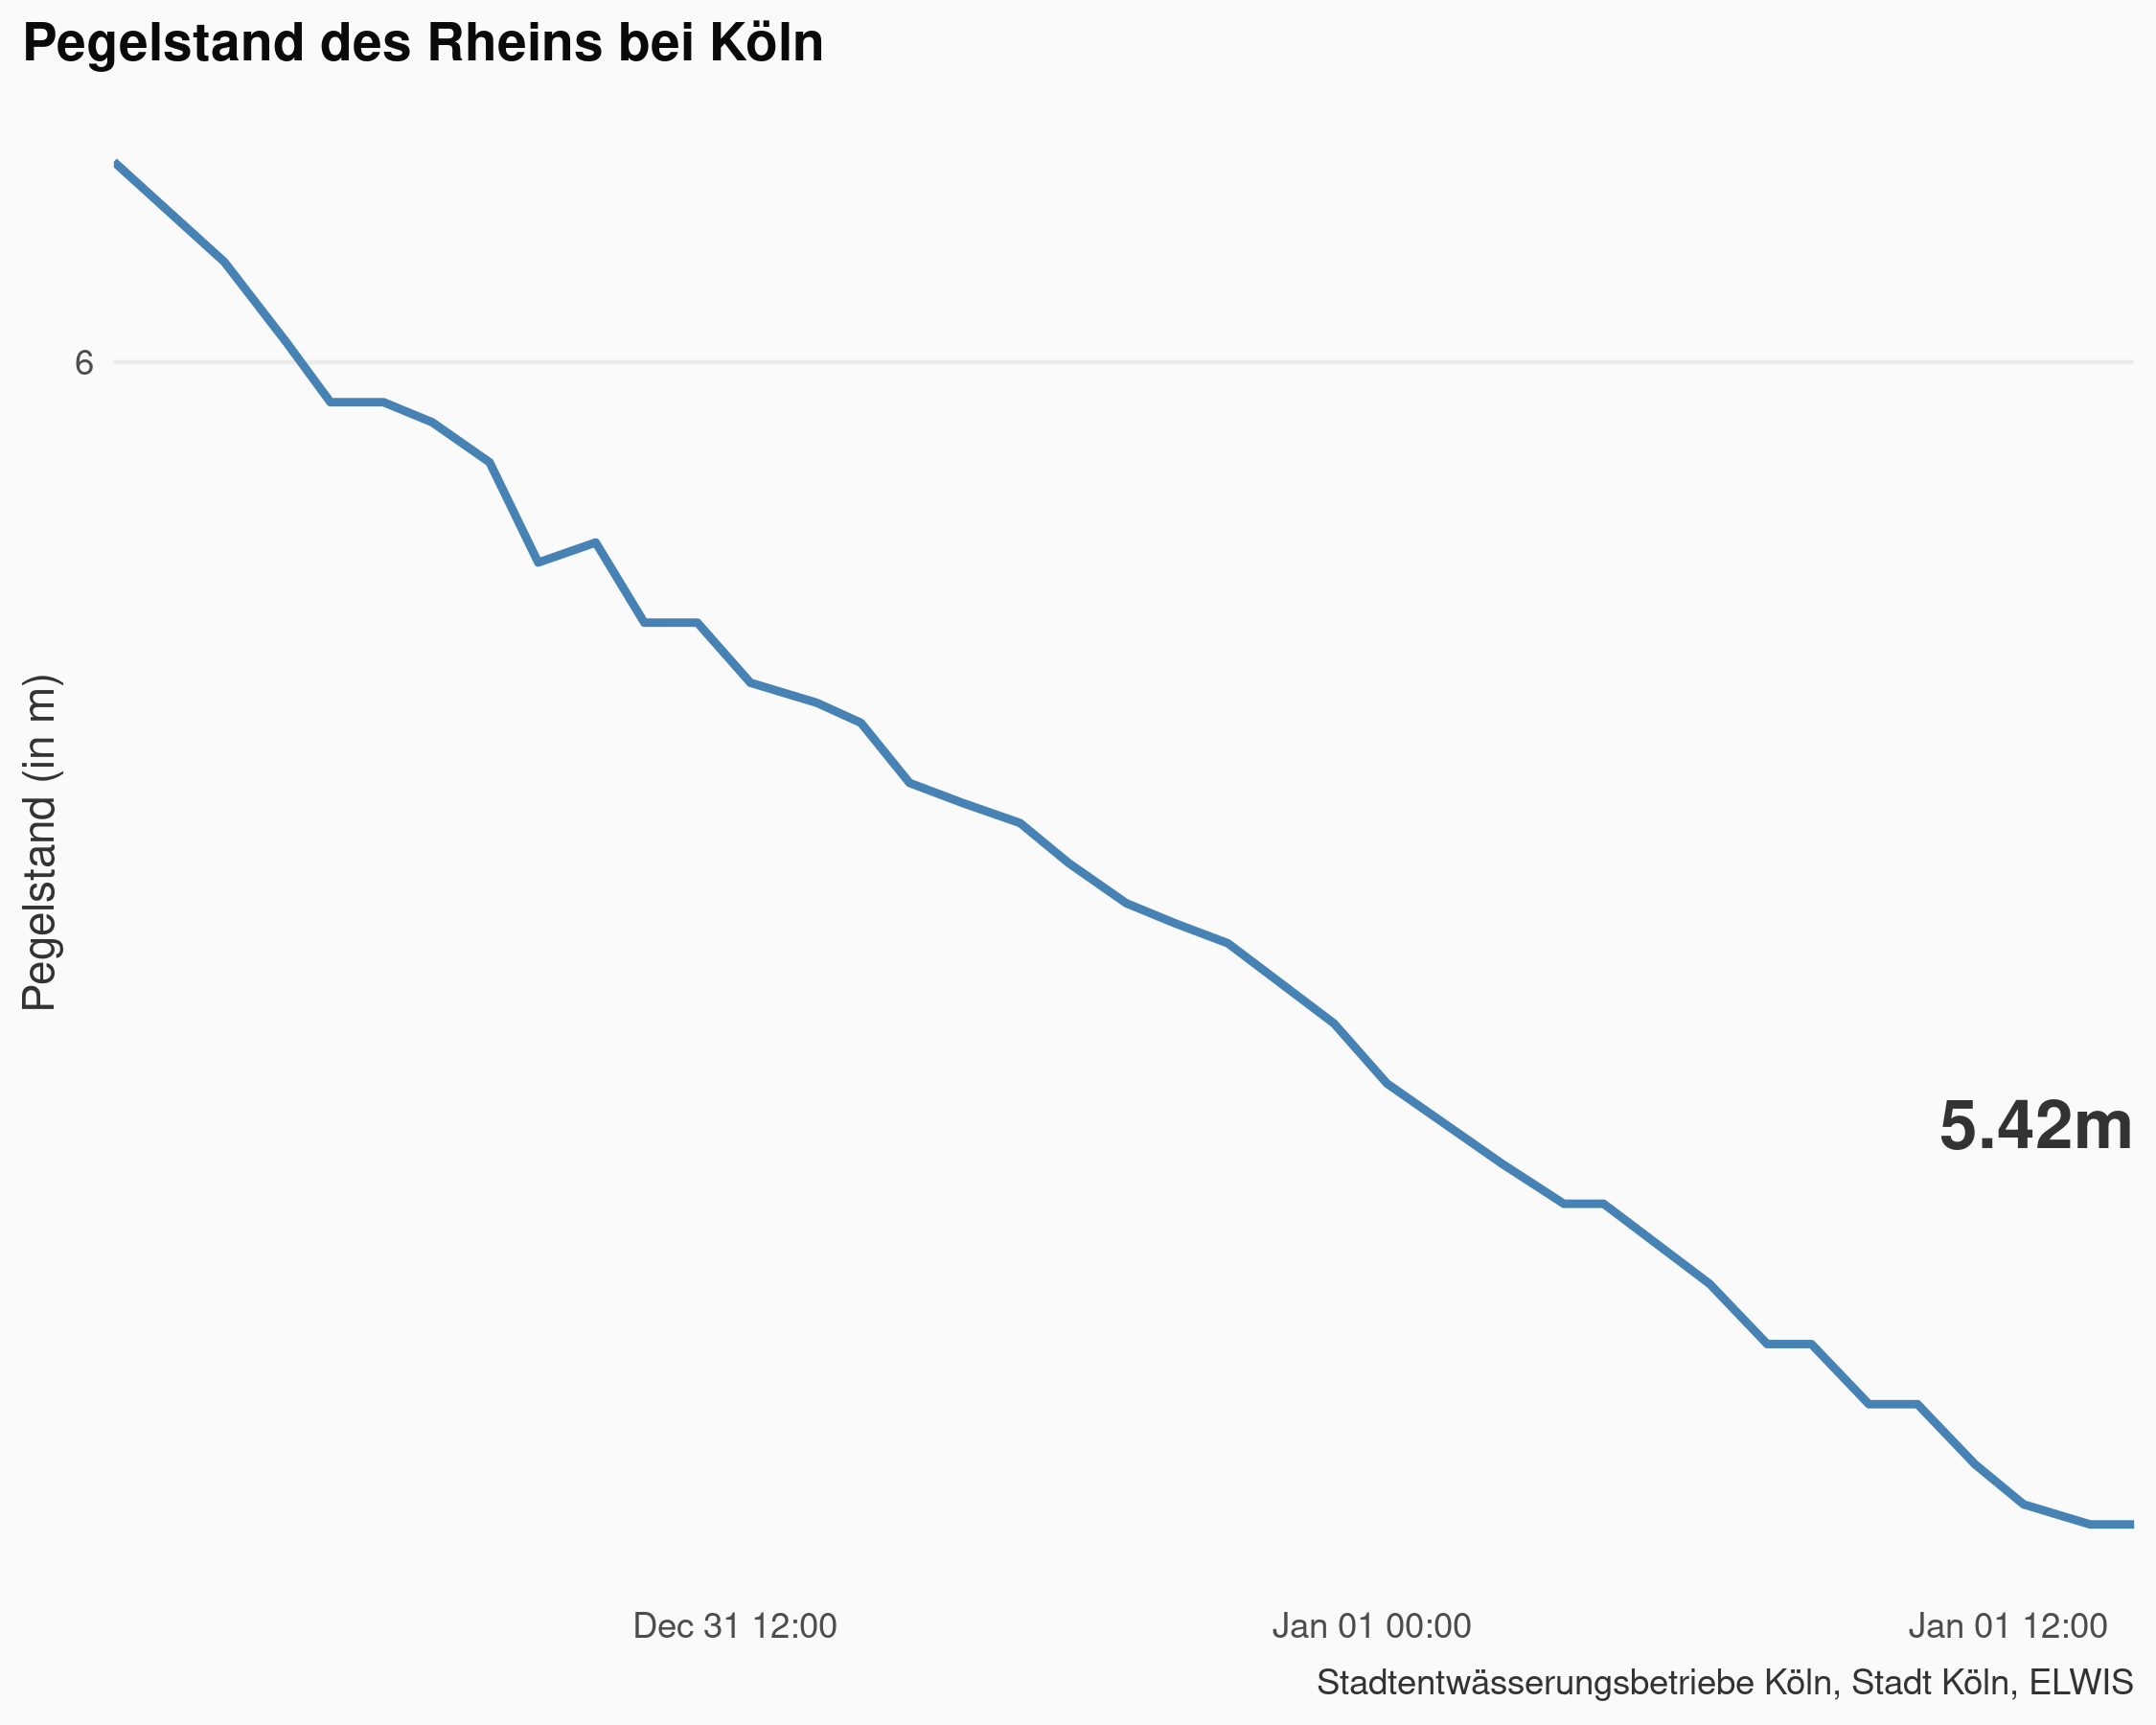 Pegelstand des Rheins bei Köln
6
Pegelstand (in m)
5.42m
Dec 31 12:00
Jan 01 00:00
Jan 01 12:00
Stadtentwässerungsbetriebe Köln, Stadt Köln, ELWIS